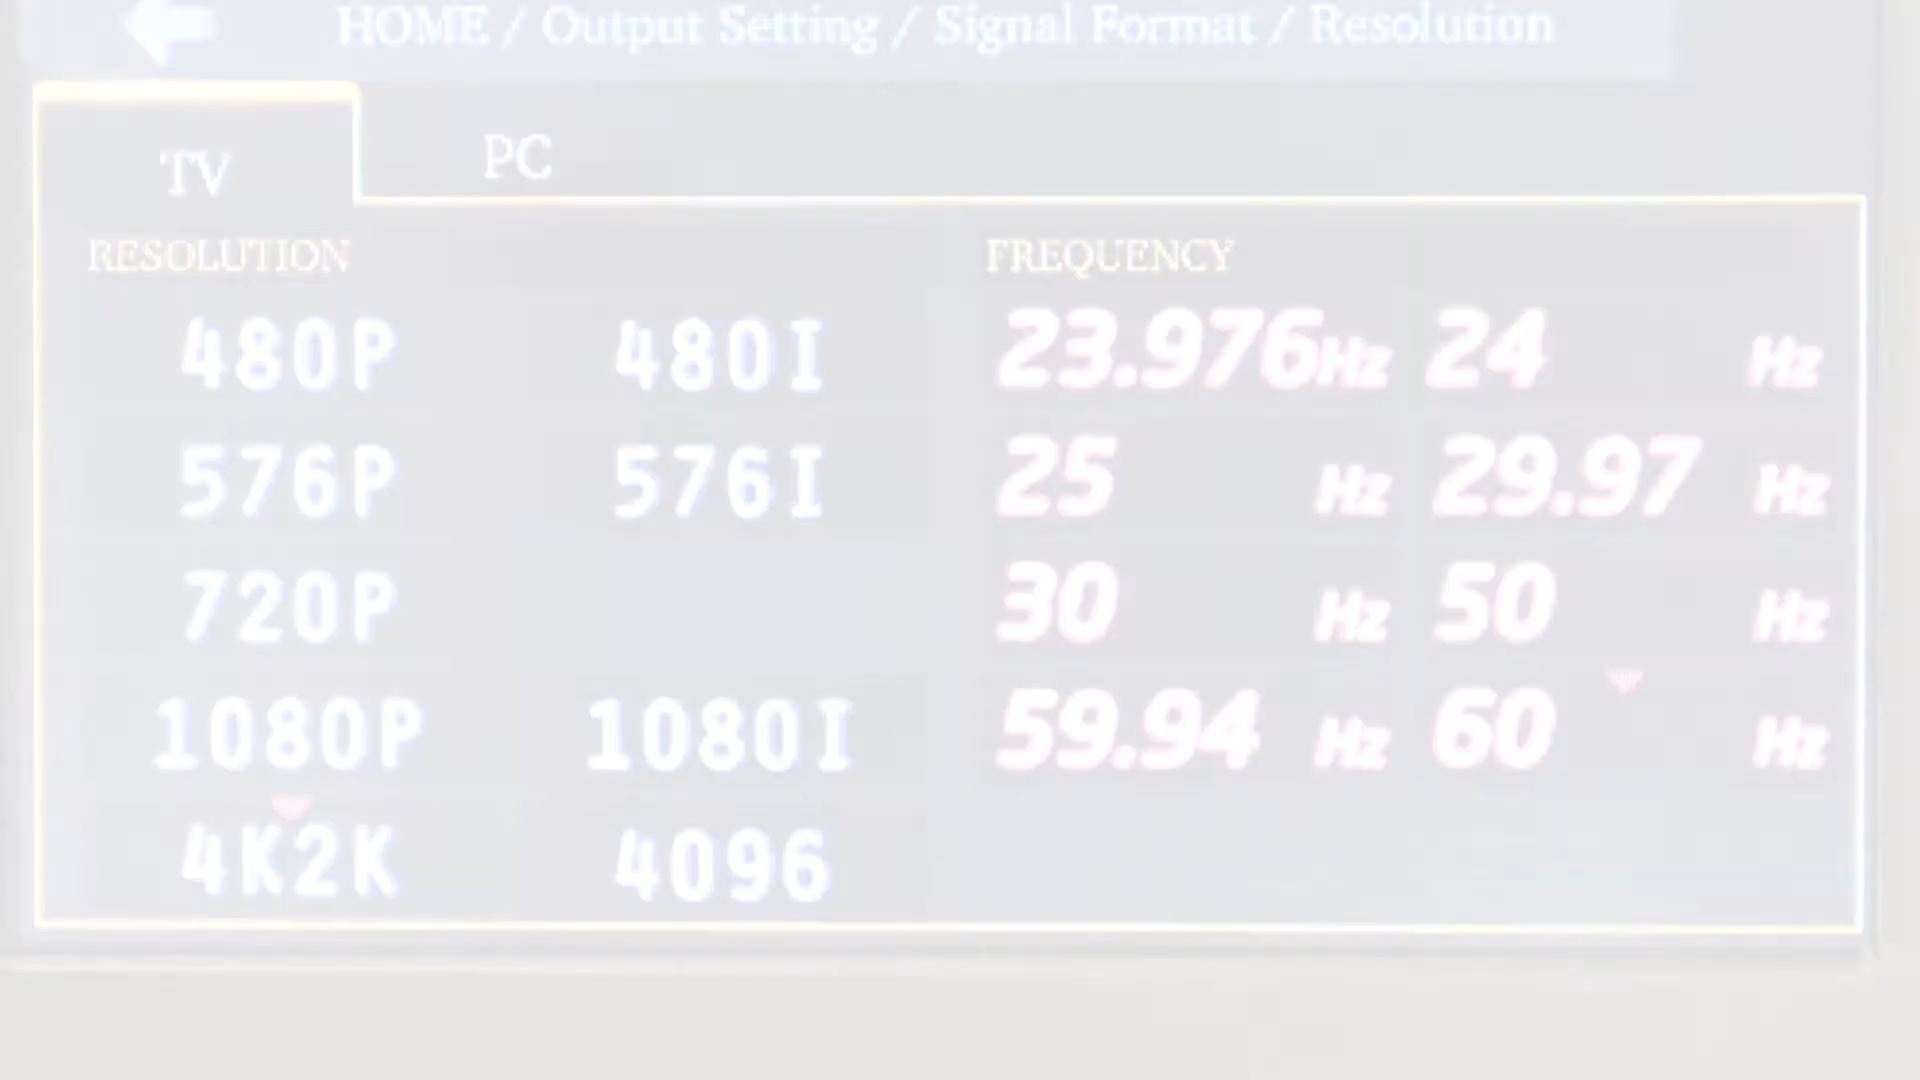 HOME / Output Setting / Signal Format / Resolution
TV PC
RESOLUTION FREQUENCY
480P 480I 23.976Hz 24 Hz
576P 576I 25 Hz 29.97 Hz
720P 30 Hz 50 Hz
1080P 1080I 59.94 Hz 60 Hz
4K2K 4096